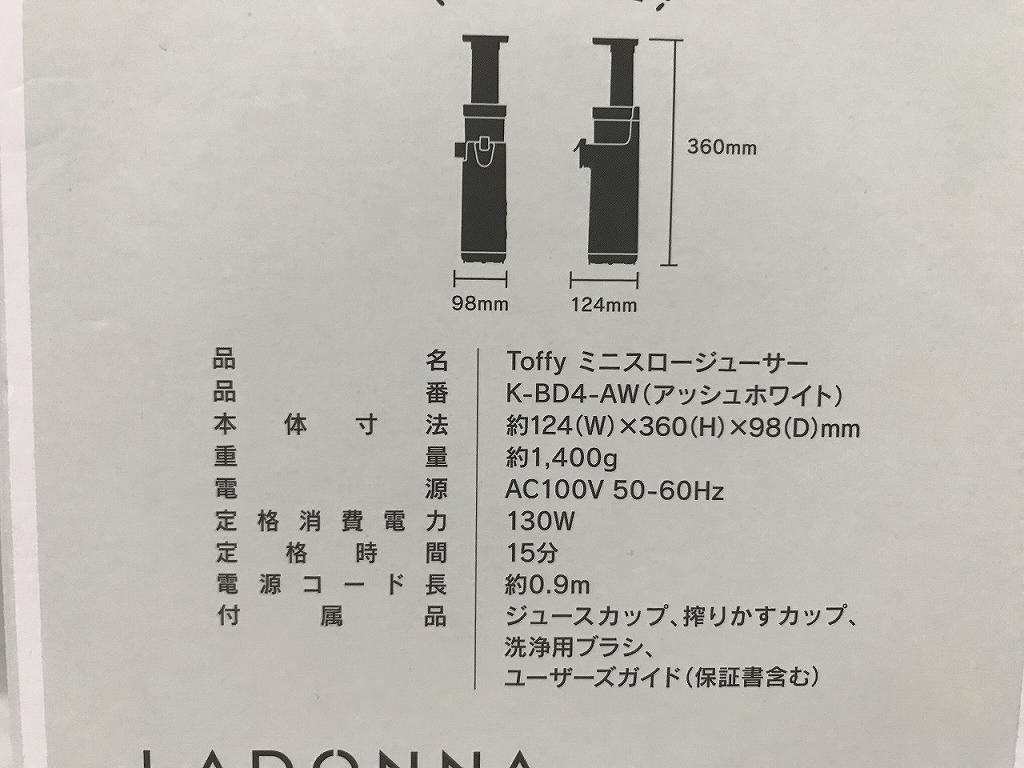 360mm
98mm
124mm
品名 Toffy ミニスロージューサー
品番 K-BD4-AW(アッシュホワイト)
本体寸法 約124(W)×360(H)×98(D)mm
重量 約1,400g
電源 AC100V 50-60Hz
定格消費電力 130W
定格時間 15分
電源コード長 約0.9m
付属品 ジュースカップ、搾りかすカップ、
洗浄用ブラシ、
ユーザーズガイド(保証書含む)
LADONNA